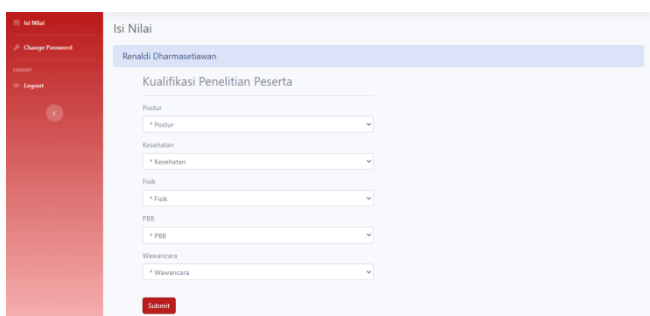 Isi Nilai
Change Password
LOGOUT
Logout
Isi Nilai
Renaldi Dharmasetiawan
Kualifikasi Penelitian Peserta
Postur
* Postur
Kesehatan
* Kesehatan
Fisik
* Fisik
PBB
* PBB
Wawancara
* Wawancara
Submit